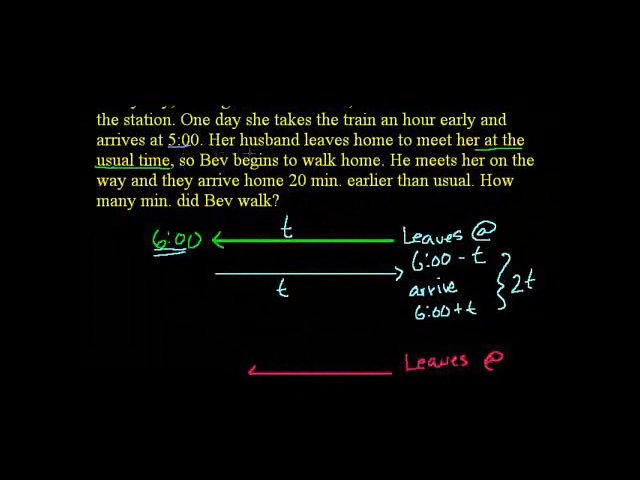 the station. One day she takes the train an hour early and
arrives at 5:00. Her husband leaves home to meet her at the
usual time, so Bev begins to walk home. He meets her on the
way and they arrive home 20 min. earlier than usual. How
many min. did Bev walk?
6:00 t Leaves @
6:00 - t
t arrive 2t
6:00 + t
Leaves @